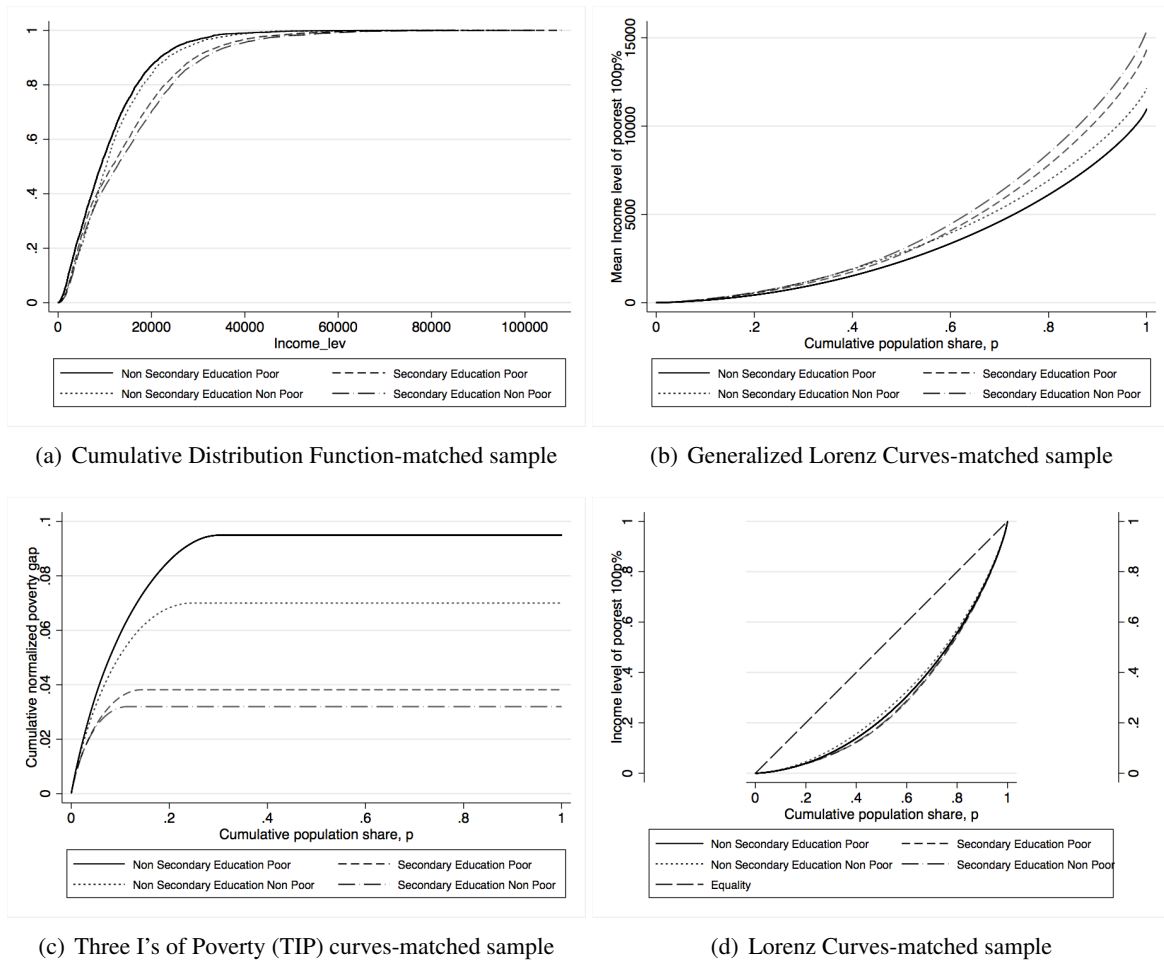 1
.8
.6
.4
.2
0
0 20000 40000 60000 80000 100000
Income_lev
Non Secondary Education Poor Secondary Education Poor
Non Secondary Education Non Poor Secondary Education Non Poor
(a) Cumulative Distribution Function-matched sample
Mean Income level of poorest 100p%
15000
10000
5000
0
0 .2 .4 .6 .8 1
Cumulative population share, p
Non Secondary Education Poor Secondary Education Poor
Non Secondary Education Non Poor Secondary Education Non Poor
(b) Generalized Lorenz Curves-matched sample
Cumulative normalized poverty gap
.1
.08
.06
.04
.02
0
0 .2 .4 .6 .8 1
Cumulative population share, p
Non Secondary Education Poor Secondary Education Poor
Non Secondary Education Non Poor Secondary Education Non Poor
(c) Three I's of Poverty (TIP) curves-matched sample
Income level of poorest 100p%
1 1
.8 .8
.6 .6
.4 .4
.2 .2
0 0
0 .2 .4 .6 .8 1
Cumulative population share, p
Non Secondary Education Poor Secondary Education Poor
Non Secondary Education Non Poor Secondary Education Non Poor
Equality
(d) Lorenz Curves-matched sample